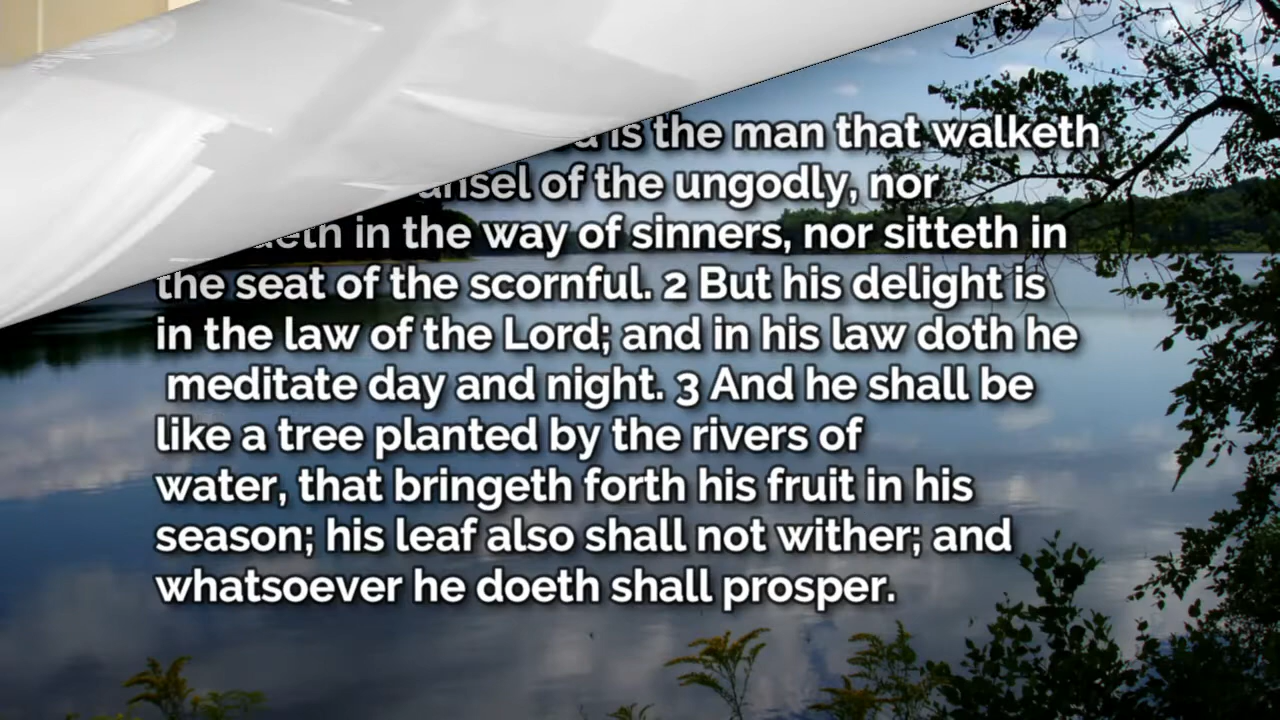 is the man that walketh
of the ungodly, nor
in the way of sinners, nor sitteth in
the seat of the scornful. 2 But his delight is
in the law of the Lord; and in his law doth he
meditate day and night. 3 And he shall be
like a tree planted by the rivers of
water, that bringeth forth his fruit in his
season; his leaf also shall not wither; and
whatsoever he doeth shall prosper.